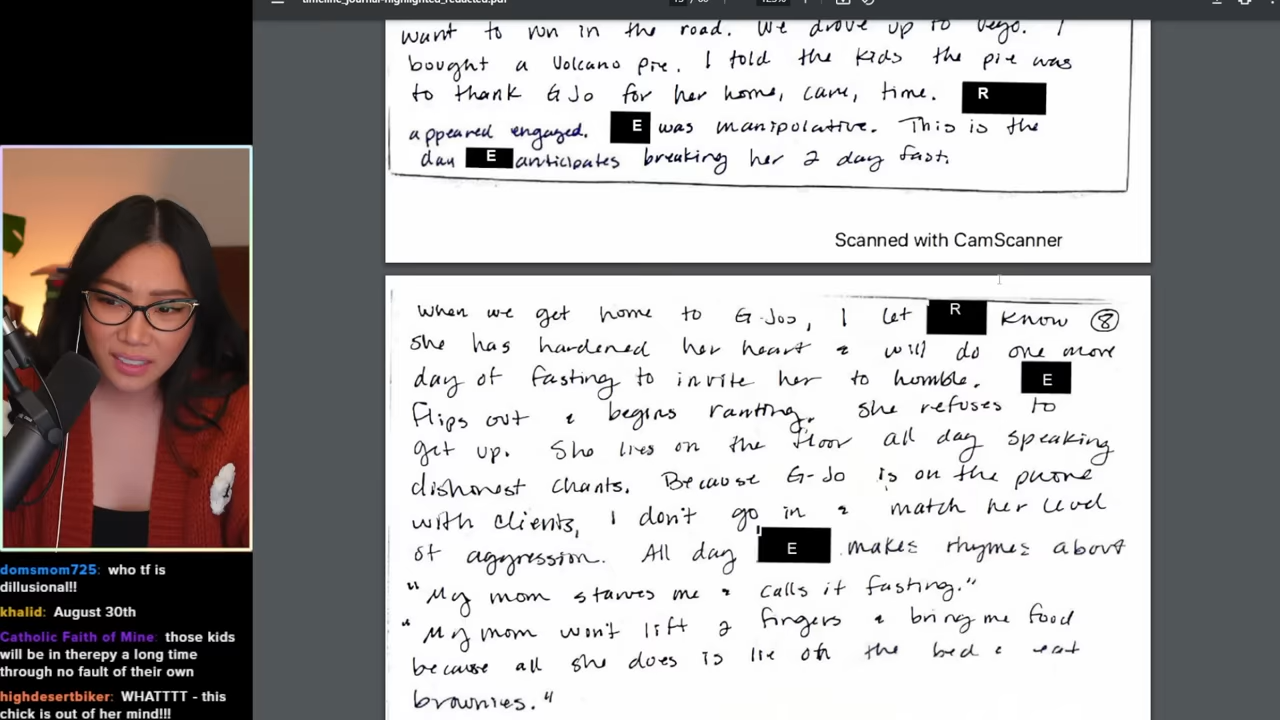 timeline_journal-highlighted_redacted.pdf
want to run in the road. We drove up to Vego. I
bought a Volcano pie. I told the kids the pie was
to thank G Jo for her home, care, time. R
appeared engaged. E was manipulative. This is the
day E anticipates breaking her 2 day fast.
Scanned with CamScanner
When we get home to G-Jos, I let R know 8
she has hardened her heart & will do one more
day of fasting to invite her to homble. E
flips out & begins ranting. She refuses to
get up. She lies on the floor all day speaking
dishonest chants. Because G-Jo is on the phone
with clients, I don't go in & match her level
of aggression. All day E makes rhymes about
"My mom starves me & calls it fasting."
"My mom won't lift 2 fingers & bring me food
because all she does is lie on the bed & eat
brownies."
domsmom725: who tf is
dillusional!!
khalid: August 30th
Catholic Faith of Mine: those kids
will be in therepy a long time
through no fault of their own
highdesertbiker: WHATTTT - this
chick is out of her mind!!!